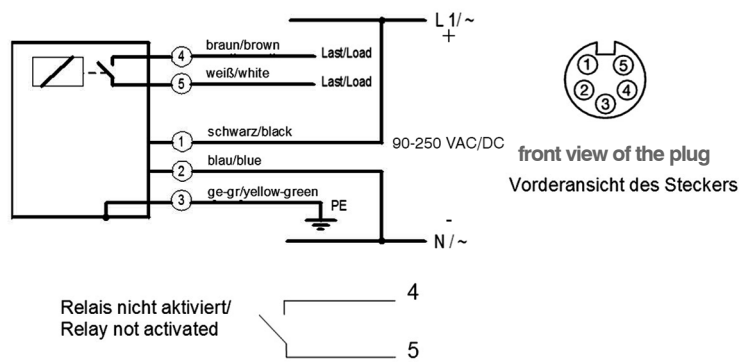 L 1/ ~
+
4 braun/brown Last/Load
5 weiß/white Last/Load
1 schwarz/black
90-250 VAC/DC
2 blau/blue
3 ge-gr/yellow-green PE
-
N / ~
1 5
2 4
3
front view of the plug
Vorderansicht des Steckers
Relais nicht aktiviert/
Relay not activated
4
5